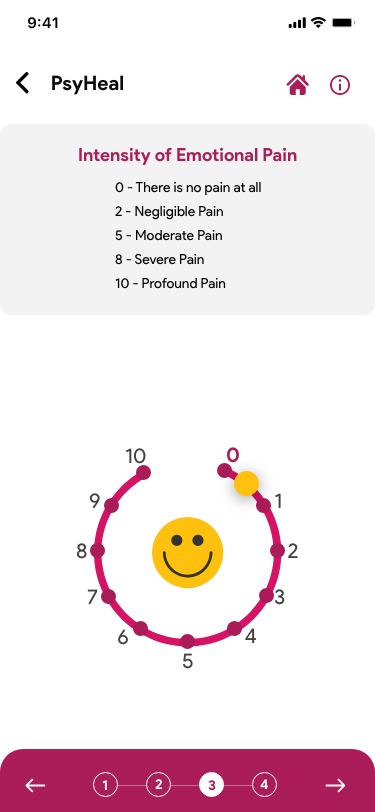 9:41
PsyHeal
Intensity of Emotional Pain
0 - There is no pain at all
2 - Negligible Pain
5 - Moderate Pain
8 - Severe Pain
10 - Profound Pain
10 0
9 1
8 2
7 3
6 4
5
1 2 3 4